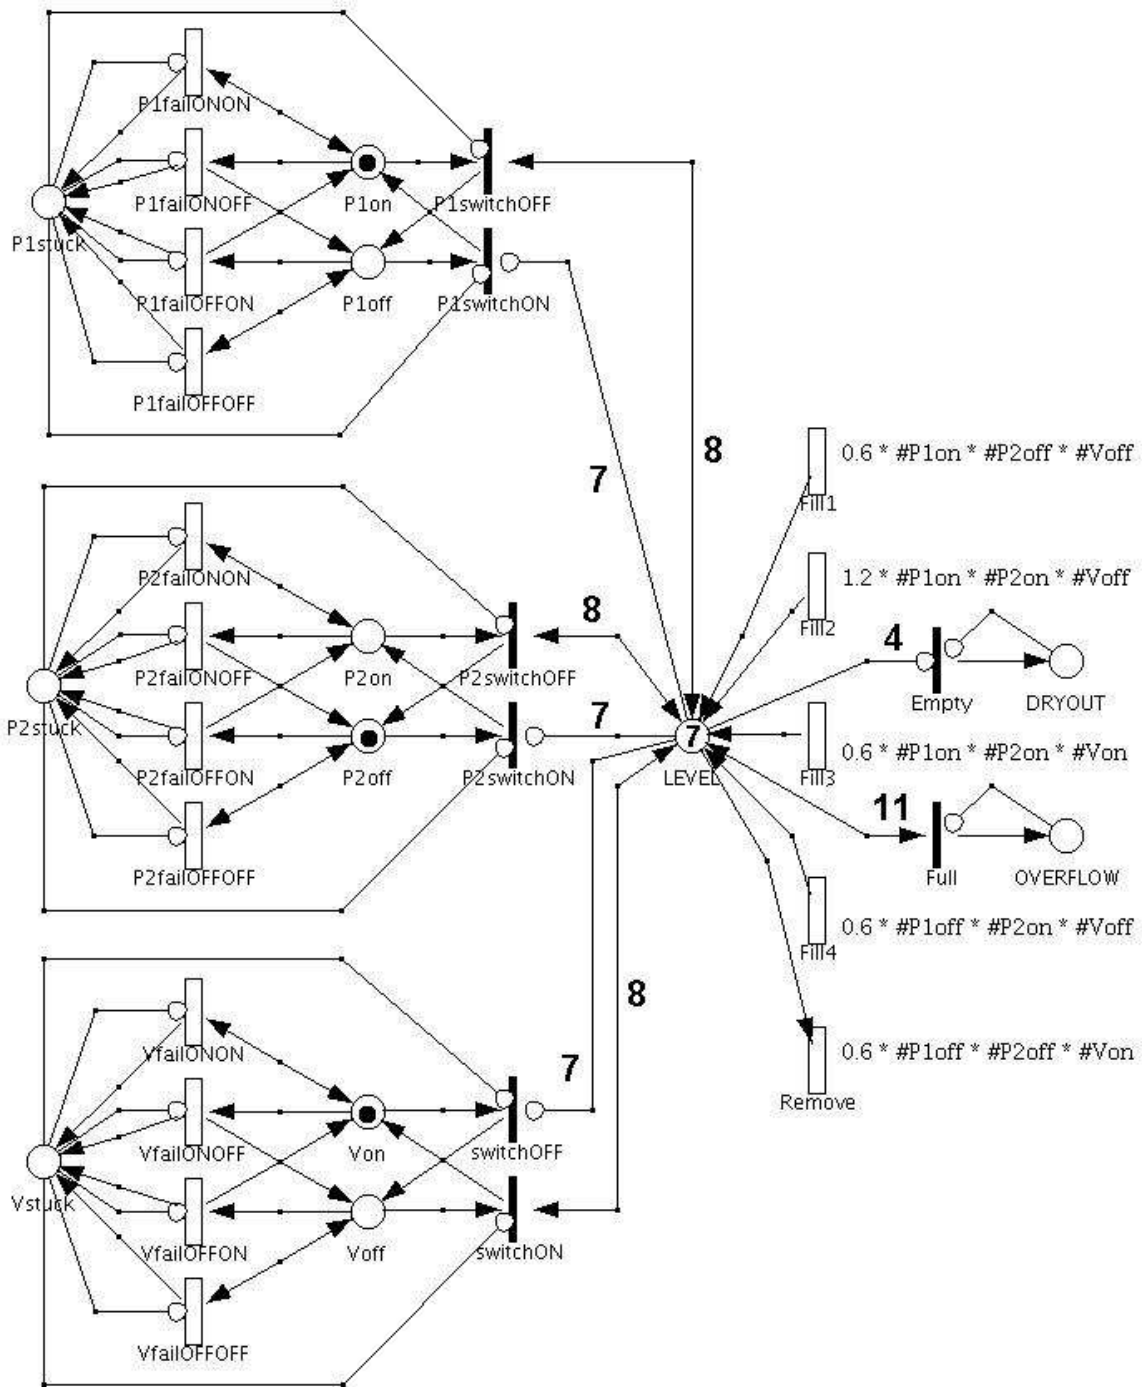 P1failONON
P1failONOFF
P1on
P1switchOFF
P1stuck
P1failOFFON
P1off
P1switchON
P1failOFFOFF
8
7
0.6 * #P1on * #P2off * #Voff
Fill1
P2failONON
1.2 * #P1on * #P2on * #Voff
Fill2
8
4
P2failONOFF
P2on
P2switchOFF
Empty
DRYOUT
P2stuck
7
7
P2failOFFON
P2off
P2switchON
LEVEL
Fill3
0.6 * #P1on * #P2on * #Von
11
P2failOFFOFF
Full
OVERFLOW
0.6 * #P1off * #P2on * #Voff
Fill4
8
VfailONON
7
0.6 * #P1off * #P2off * #Von
Remove
VfailONOFF
Von
switchOFF
Vstuck
VfailOFFON
Voff
switchON
VfailOFFOFF